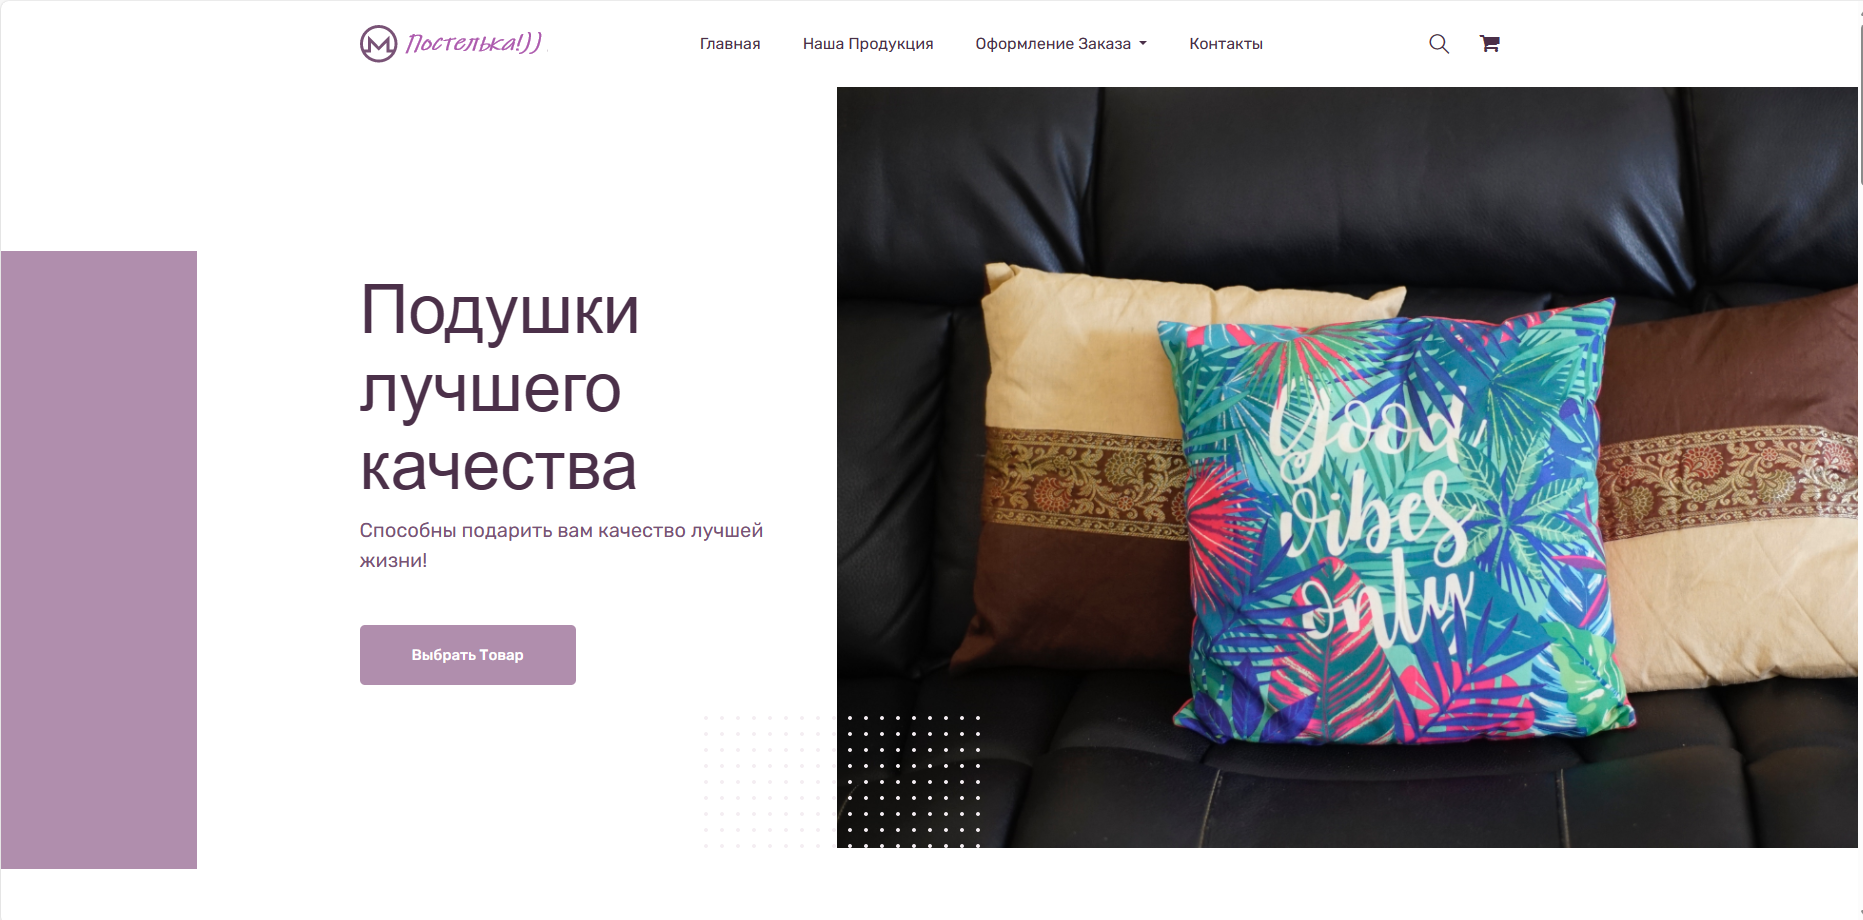 Постелька!))
Главная
Наша Продукция
Оформление Заказа
Контакты
Подушки
лучшего
качества
Способны подарить вам качество лучшей
жизни!
Выбрать Товар
Good
vibes
only